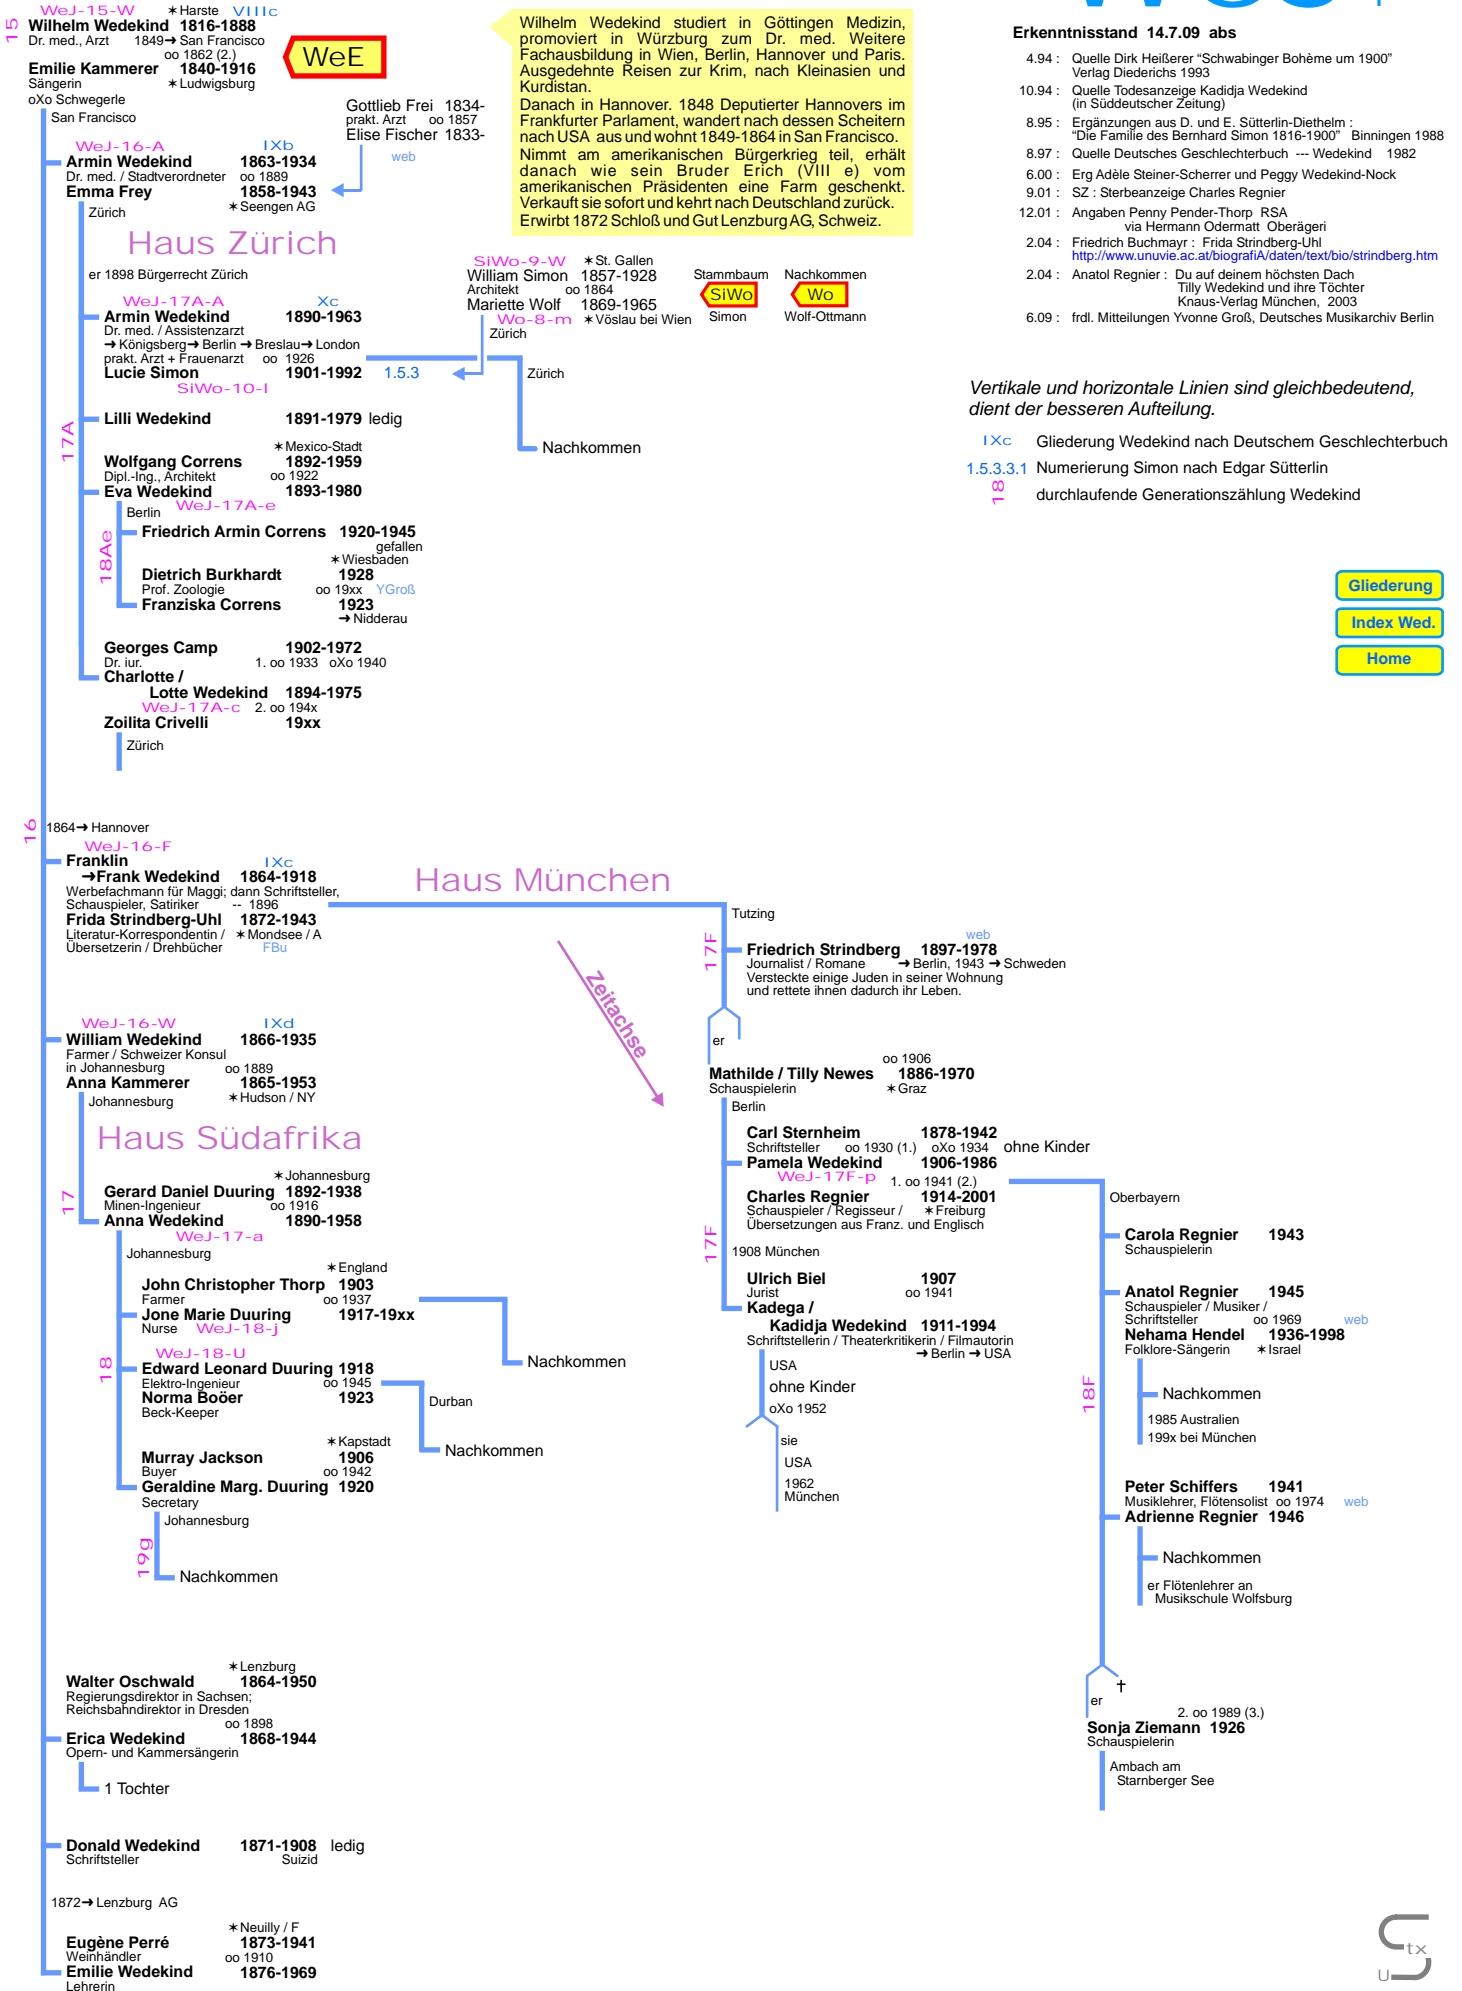 WeJ-15-W ∗Harste VIIIc
15
Wilhelm Wedekind 1816-1888
Dr. med., Arzt 1849➜ San Francisco
oo 1862 (2.)
Emilie Kammerer 1840-1916
Sängerin ∗Ludwigsburg
oXo Schwegerle
San Francisco
WeE
Wilhelm Wedekind studiert in Göttingen Medizin,
promoviert in Würzburg zum Dr. med. Weitere
Fachausbildung in Wien, Berlin, Hannover und Paris.
Ausgedehnte Reisen zur Krim, nach Kleinasien und
Kurdistan.
Danach in Hannover. 1848 Deputierter Hannovers im
Frankfurter Parlament, wandert nach dessen Scheitern
nach USA aus und wohnt 1849-1864 in San Francisco.
Nimmt am amerikanischen Bürgerkrieg teil, erhält
danach wie sein Bruder Erich (VIII e) vom
amerikanischen Präsidenten eine Farm geschenkt.
Verkauft sie sofort und kehrt nach Deutschland zurück.
Erwirbt 1872 Schloß und Gut Lenzburg AG, Schweiz.
Erkenntnisstand 14.7.09 abs
4.94 : Quelle Dirk Heißerer “Schwabinger Bohème um 1900”
Verlag Diederichs 1993
10.94 : Quelle Todesanzeige Kadidja Wedekind
(in Süddeutscher Zeitung)
8.95 : Ergänzungen aus D. und E. Sütterlin-Diethelm :
“Die Familie des Bernhard Simon 1816-1900” Binningen 1988
8.97 : Quelle Deutsches Geschlechterbuch --- Wedekind 1982
6.00 : Erg Adèle Steiner-Scherrer und Peggy Wedekind-Nock
9.01 : SZ : Sterbeanzeige Charles Regnier
12.01 : Angaben Penny Pender-Thorp RSA
via Hermann Odermatt Oberägeri
2.04 : Friedrich Buchmayr : Frida Strindberg-Uhl
http://www.unuvie.ac.at/biografiA/daten/text/bio/strindberg.htm
2.04 : Anatol Regnier : Du auf deinem höchsten Dach
Tilly Wedekind und ihre Töchter
Knaus-Verlag München, 2003
6.09 : frdl. Mitteilungen Yvonne Groß, Deutsches Musikarchiv Berlin
Vertikale und horizontale Linien sind gleichbedeutend,
dient der besseren Aufteilung.
IXc Gliederung Wedekind nach Deutschem Geschlechterbuch
1.5.3.3.1 Numerierung Simon nach Edgar Sütterlin
18 durchlaufende Generationszählung Wedekind
Gliederung
Index Wed.
Home
Gottlieb Frei 1834-
prakt. Arzt oo 1857
Elise Fischer 1833-
web
WeJ-16-A IXb
Armin Wedekind 1863-1934
Dr. med. / Stadtverordneter oo 1889
Emma Frey 1858-1943
∗Seengen AG
Zürich
Haus Zürich
er 1898 Bürgerrecht Zürich
SiWo-9-W ∗St. Gallen
William Simon 1857-1928
Architekt oo 1864
Mariette Wolf 1869-1965
Wo-8-m ∗Vöslau bei Wien
Zürich
Stammbaum
SiWo
Simon
Nachkommen
Wo
Wolf-Ottmann
WeJ-17A-A Xc
Armin Wedekind 1890-1963
Dr. med. / Assistenzarzt
➜Königsberg➜Berlin ➜Breslau➜London
prakt. Arzt + Frauenarzt oo 1926
Lucie Simon 1901-1992 1.5.3
SiWo-10-l
Zürich
Nachkommen
17A
Lilli Wedekind 1891-1979 ledig
∗Mexico-Stadt
Wolfgang Correns 1892-1959
Dipl.-Ing., Architekt oo 1922
Eva Wedekind 1893-1980
WeJ-17A-e
Berlin
18Ae
Friedrich Armin Correns 1920-1945
gefallen
∗Wiesbaden
Dietrich Burkhardt 1928
Prof. Zoologie oo 19xx YGroß
Franziska Correns 1923
➜Nidderau
Georges Camp 1902-1972
Dr. iur. 1. oo 1933 oXo 1940
Charlotte /
Lotte Wedekind 1894-1975
WeJ-17A-c 2. oo 194x
Zoilita Crivelli 19xx
Zürich
16
1864➜Hannover
WeJ-16-F
Franklin IXc
➜Frank Wedekind 1864-1918
Werbefachmann für Maggi; dann Schriftsteller,
Schauspieler, Satiriker -- 1896
Frida Strindberg-Uhl 1872-1943
Literatur-Korrespondentin / ∗Mondsee / A
Übersetzerin / Drehbücher FBu
Haus München
Zeitachse
Tutzing
17F
web
Friedrich Strindberg 1897-1978
Journalist / Romane ➜Berlin, 1943 ➜Schweden
Versteckte einige Juden in seiner Wohnung
und rettete ihnen dadurch ihr Leben.
er
oo 1906
Mathilde / Tilly Newes 1886-1970
Schauspielerin ∗Graz
Berlin
Carl Sternheim 1878-1942
Schriftsteller oo 1930 (1.) oXo 1934 ohne Kinder
Pamela Wedekind 1906-1986
WeJ-17F-p 1. oo 1941 (2.)
Charles Regnier 1914-2001
Schauspieler / Regisseur / ∗Freiburg
Übersetzungen aus Franz. und Englisch
17F
1908 München
Ulrich Biel 1907
Jurist oo 1941
Kadega /
Kadidja Wedekind 1911-1994
Schriftstellerin / Theaterkritikerin / Filmautorin
➜Berlin ➜USA
USA
ohne Kinder
oXo 1952
sie
USA
1962
München
Oberbayern
18F
Carola Regnier 1943
Schauspielerin
Anatol Regnier 1945
Schauspieler / Musiker /
Schriftsteller oo 1969 web
Nehama Hendel 1936-1998
Folklore-Sängerin ∗Israel
Nachkommen
1985 Australien
199x bei München
Peter Schiffers 1941
Musiklehrer, Flötensolist oo 1974 web
Adrienne Regnier 1946
Nachkommen
er Flötenlehrer an
Musikschule Wolfsburg
†
er
2. oo 1989 (3.)
Sonja Ziemann 1926
Schauspielerin
Ambach am
Starnberger See
WeJ-16-W IXd
William Wedekind 1866-1935
Farmer / Schweizer Konsul
in Johannesburg oo 1889
Anna Kammerer 1865-1953
∗Hudson / NY
Johannesburg
Haus Südafrika
17
∗Johannesburg
Gerard Daniel Duuring 1892-1938
Minen-Ingenieur oo 1916
Anna Wedekind 1890-1958
WeJ-17-a
Johannesburg
18
∗England
John Christopher Thorp 1903
Farmer oo 1937
Jone Marie Duuring 1917-19xx
Nurse WeJ-18-j
Nachkommen
WeJ-18-U
Edward Leonard Duuring 1918
Elektro-Ingenieur oo 1945
Norma Boöer 1923
Beck-Keeper
Durban
Nachkommen
∗Kapstadt
Murray Jackson 1906
Buyer oo 1942
Geraldine Marg. Duuring 1920
Secretary
Johannesburg
19g
Nachkommen
∗Lenzburg
Walter Oschwald 1864-1950
Regierungsdirektor in Sachsen;
Reichsbahndirektor in Dresden
oo 1898
Erica Wedekind 1868-1944
Opern- und Kammersängerin
1 Tochter
Donald Wedekind 1871-1908 ledig
Schriftsteller Suizid
1872➜Lenzburg AG
∗Neuilly / F
Eugène Perré 1873-1941
Weinhändler oo 1910
Emilie Wedekind 1876-1969
Lehrerin
S tx
U